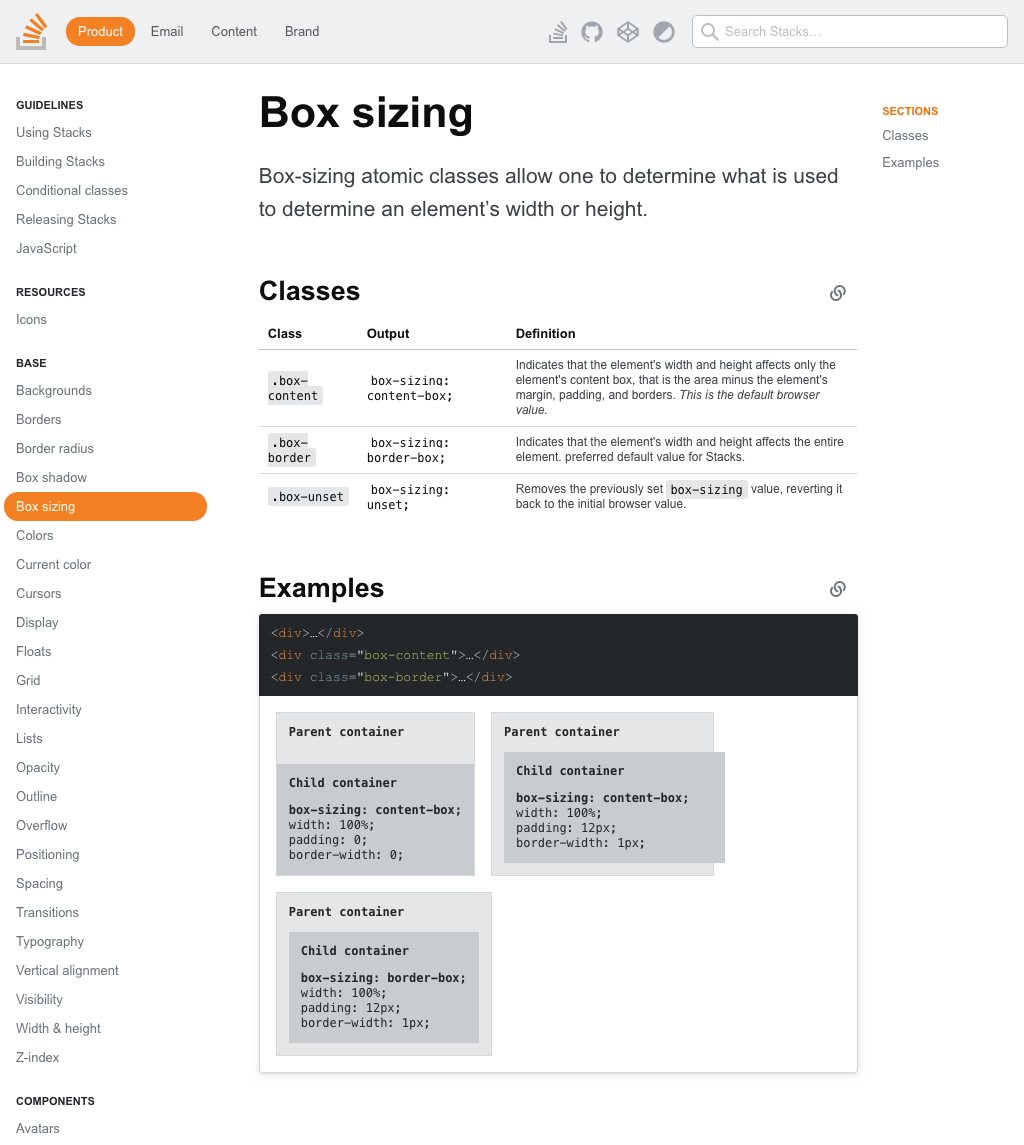 Product
Email
Content
Brand
Search Stacks…
GUIDELINES
Using Stacks
Building Stacks
Conditional classes
Releasing Stacks
JavaScript
RESOURCES
Icons
BASE
Backgrounds
Borders
Border radius
Box shadow
Box sizing
Colors
Current color
Cursors
Display
Floats
Grid
Interactivity
Lists
Opacity
Outline
Overflow
Positioning
Spacing
Transitions
Typography
Vertical alignment
Visibility
Width & height
Z-index
COMPONENTS
Avatars
Box sizing
Box-sizing atomic classes allow one to determine what is used
to determine an element’s width or height.
Classes
Class Output Definition
.box-
content
box-sizing:
content-box;
Indicates that the element's width and height affects only the
element's content box, that is the area minus the element's
margin, padding, and borders. This is the default browser
value.
.box-
border
box-sizing:
border-box;
Indicates that the element's width and height affects the entire
element. preferred default value for Stacks.
.box-unset
box-sizing:
unset;
Removes the previously set box-sizing value, reverting it
back to the initial browser value.
Examples
<div>…</div>
<div class="box-content">…</div>
<div class="box-border">…</div>
Parent container
Child container
box-sizing: content-box;
width: 100%;
padding: 0;
border-width: 0;
Parent container
Child container
box-sizing: content-box;
width: 100%;
padding: 12px;
border-width: 1px;
Parent container
Child container
box-sizing: border-box;
width: 100%;
padding: 12px;
border-width: 1px;
SECTIONS
Classes
Examples